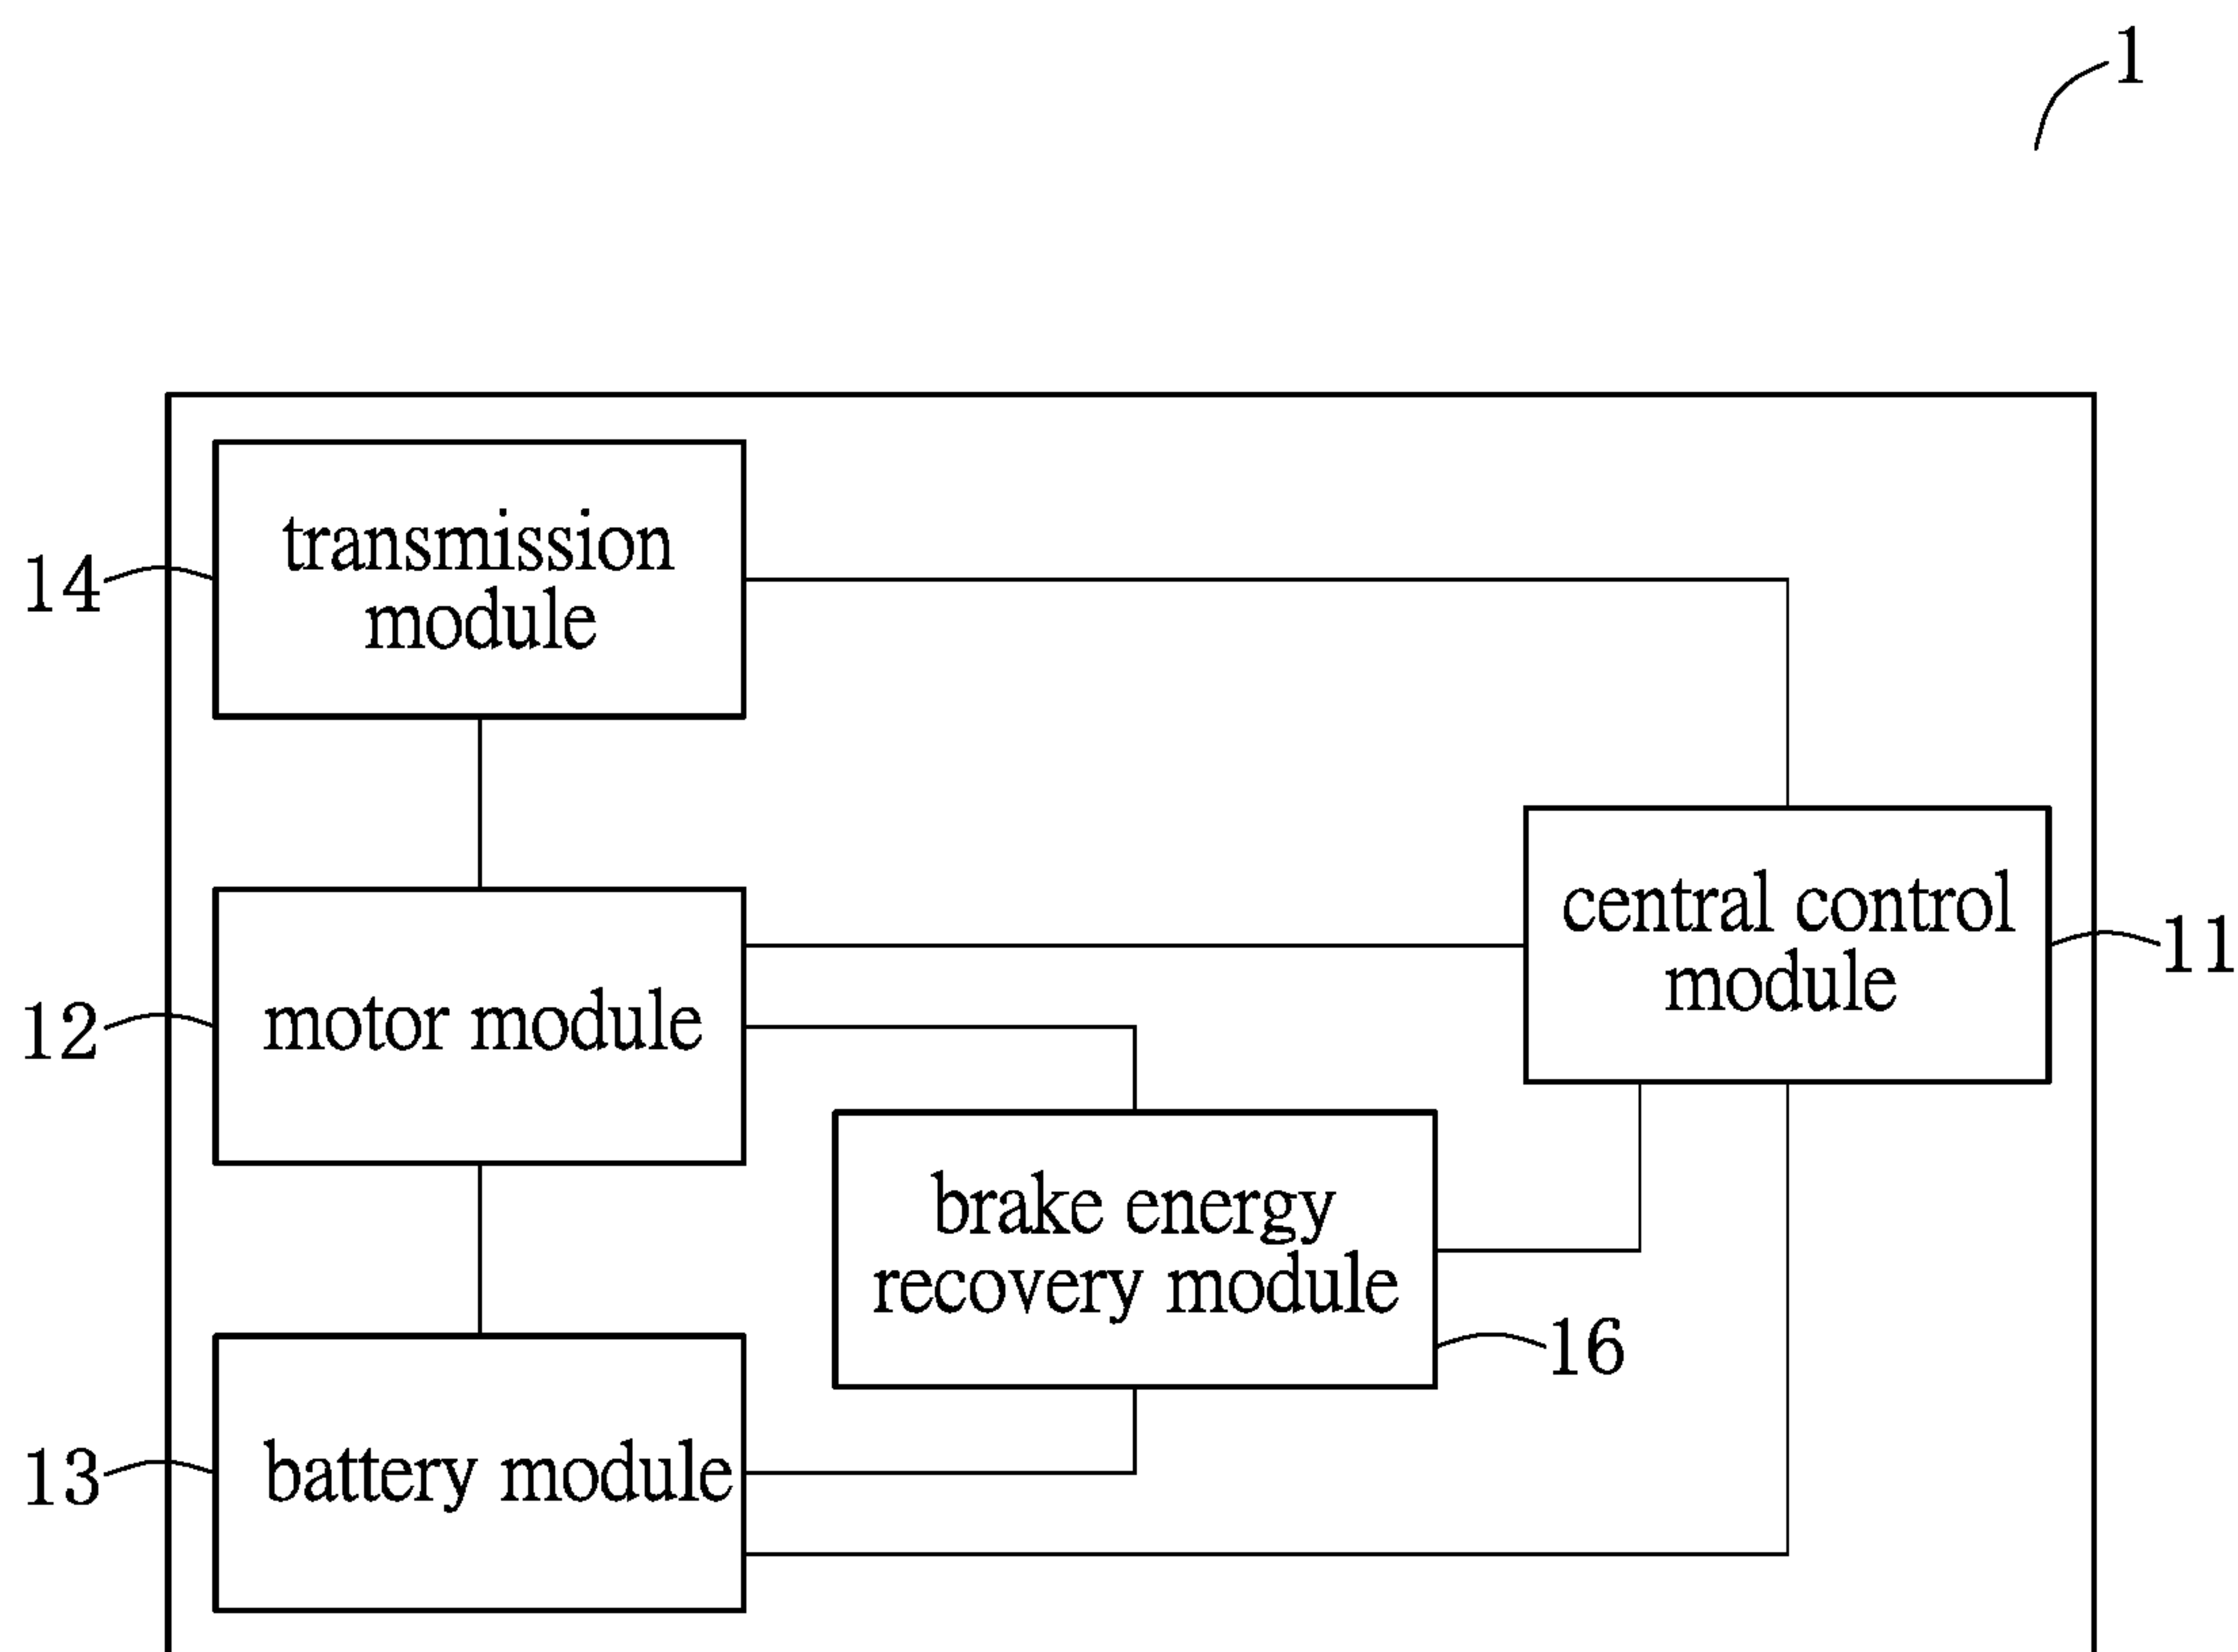 1
transmission
module
14
central control
module
11
motor module
12
brake energy
recovery module
16
battery module
13